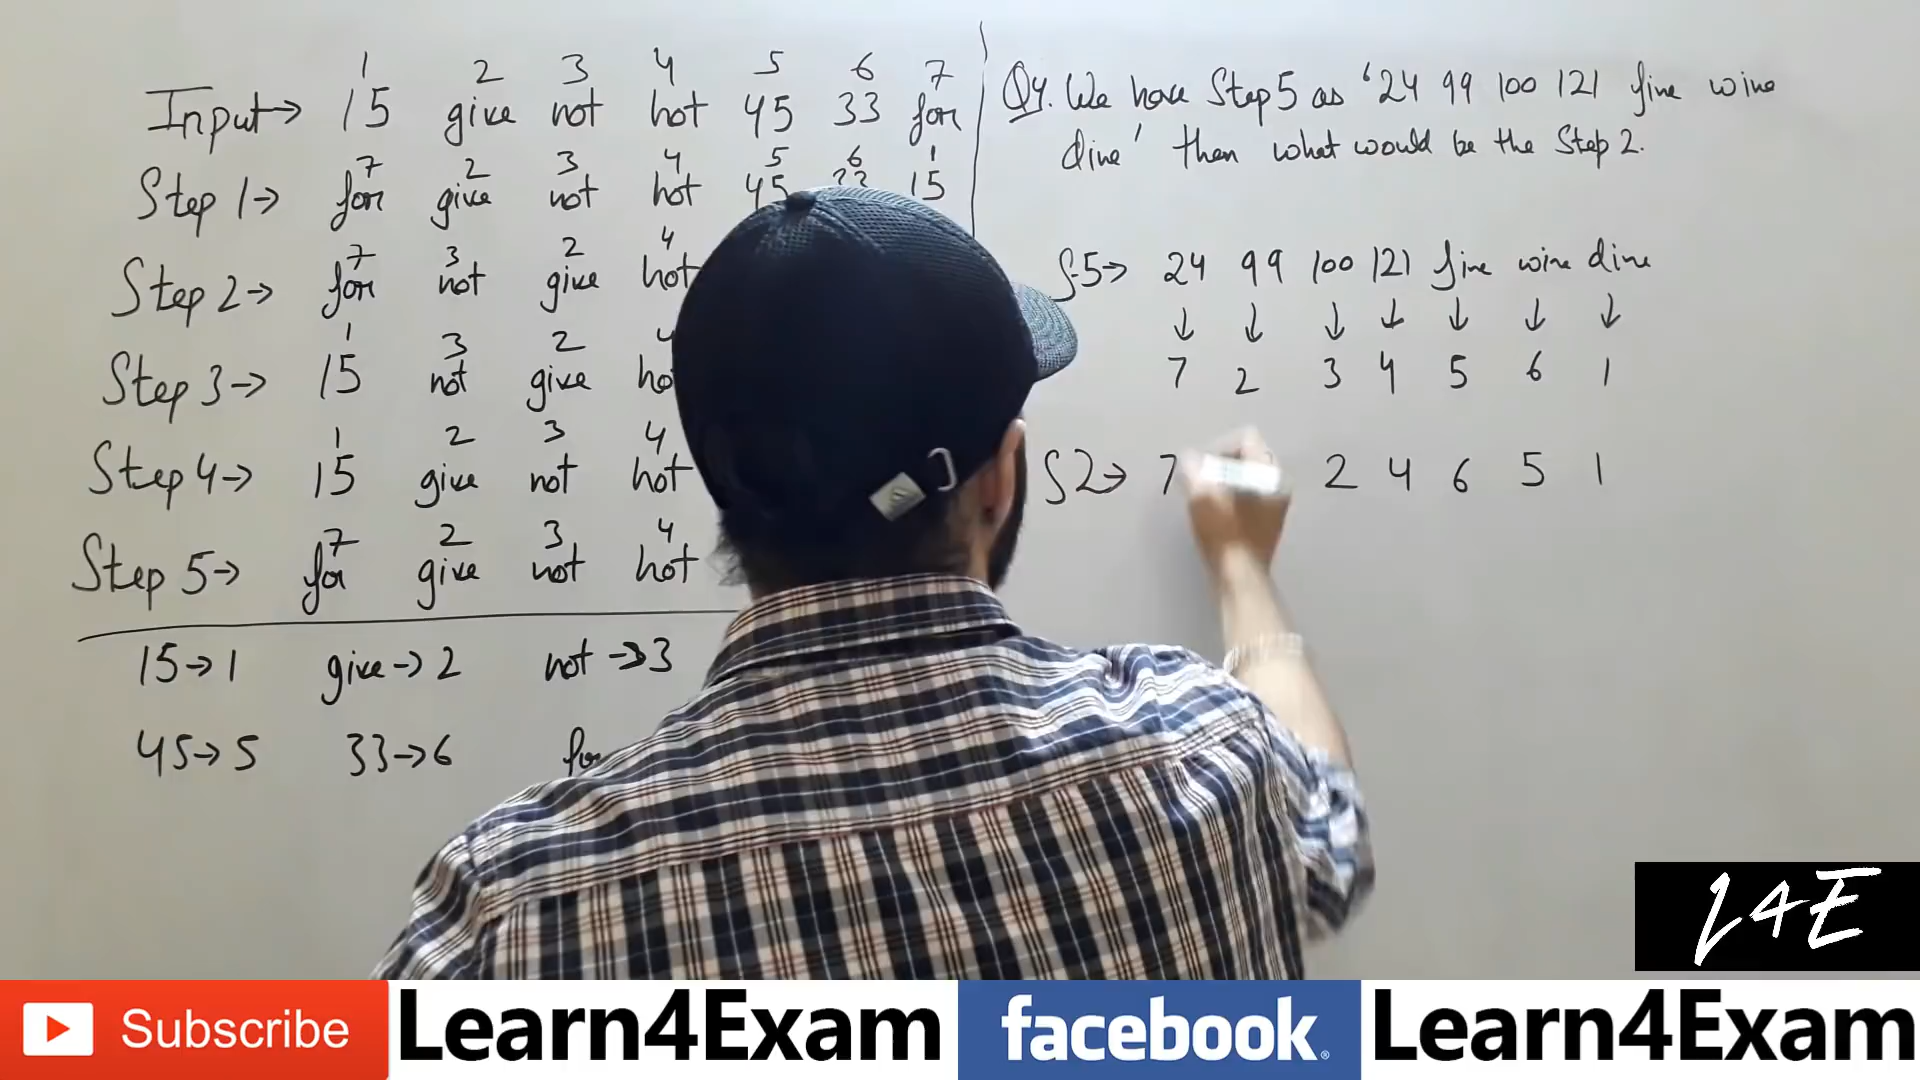 1 2 3 4 5 6 7
Input→ 15 give not hot 45 33 for
7 2 3 4 5 6 1
Step 1→ for give not hot 45 33 15
7 3 2 4
Step 2→ for not give hot
1 3 2 4
Step 3→ 15 not give
1 2 3 4
Step 4→ 15 give not hot
7 2 3 4
Step 5→ for give not hot
15→1 give→2 not→3
45→5 33→6 for
Q4. We have Step 5 as '24 99 100 121 fine wine
dine' then what would be the Step 2.
S-5→ 24 99 100 121 fine wine dine
↓ ↓ ↓ ↓ ↓ ↓ ↓
7 2 3 4 5 6 1
S2→ 7 2 4 6 5 1
L4E
Subscribe Learn4Exam facebook Learn4Exam